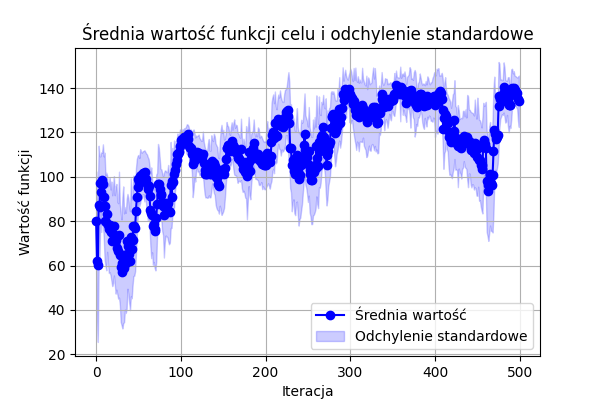 Średnia wartość funkcji celu i odchylenie standardowe
Wartość funkcji
140
120
100
80
60
40
20
0 100 200 300 400 500
Iteracja
Średnia wartość
Odchylenie standardowe